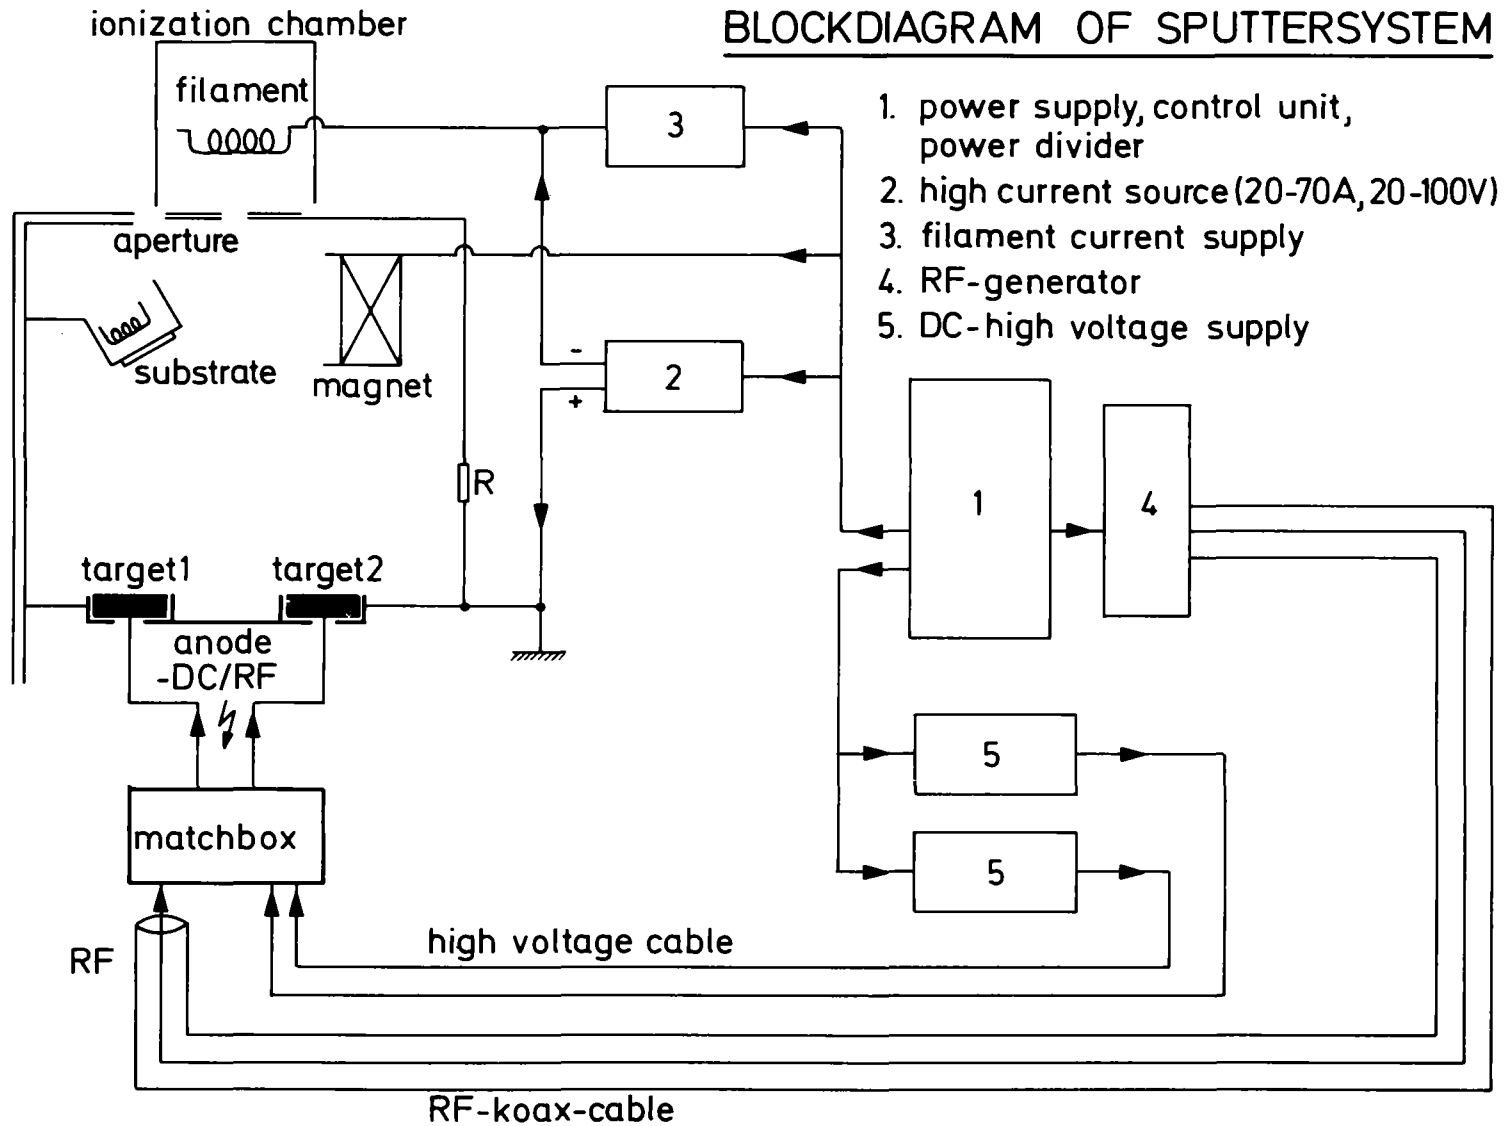 BLOCKDIAGRAM OF SPUTTERSYSTEM
1. power supply, control unit,
power divider
2. high current source (20-70A, 20-100V)
3. filament current supply
4. RF-generator
5. DC-high voltage supply
ionization chamber
filament
3
aperture
substrate
magnet
-
2
+
R
1
4
target1
target2
anode
-DC/RF
5
matchbox
5
high voltage cable
RF
RF-koax-cable